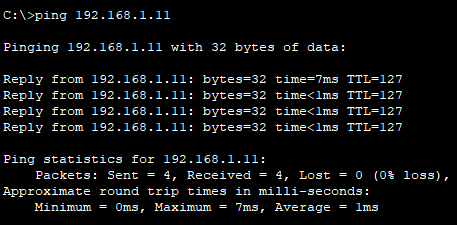 C:\>ping 192.168.1.11
Pinging 192.168.1.11 with 32 bytes of data:
Reply from 192.168.1.11: bytes=32 time=7ms TTL=127
Reply from 192.168.1.11: bytes=32 time<1ms TTL=127
Reply from 192.168.1.11: bytes=32 time<1ms TTL=127
Reply from 192.168.1.11: bytes=32 time<1ms TTL=127
Ping statistics for 192.168.1.11:
Packets: Sent = 4, Received = 4, Lost = 0 (0% loss),
Approximate round trip times in milli-seconds:
Minimum = 0ms, Maximum = 7ms, Average = 1ms